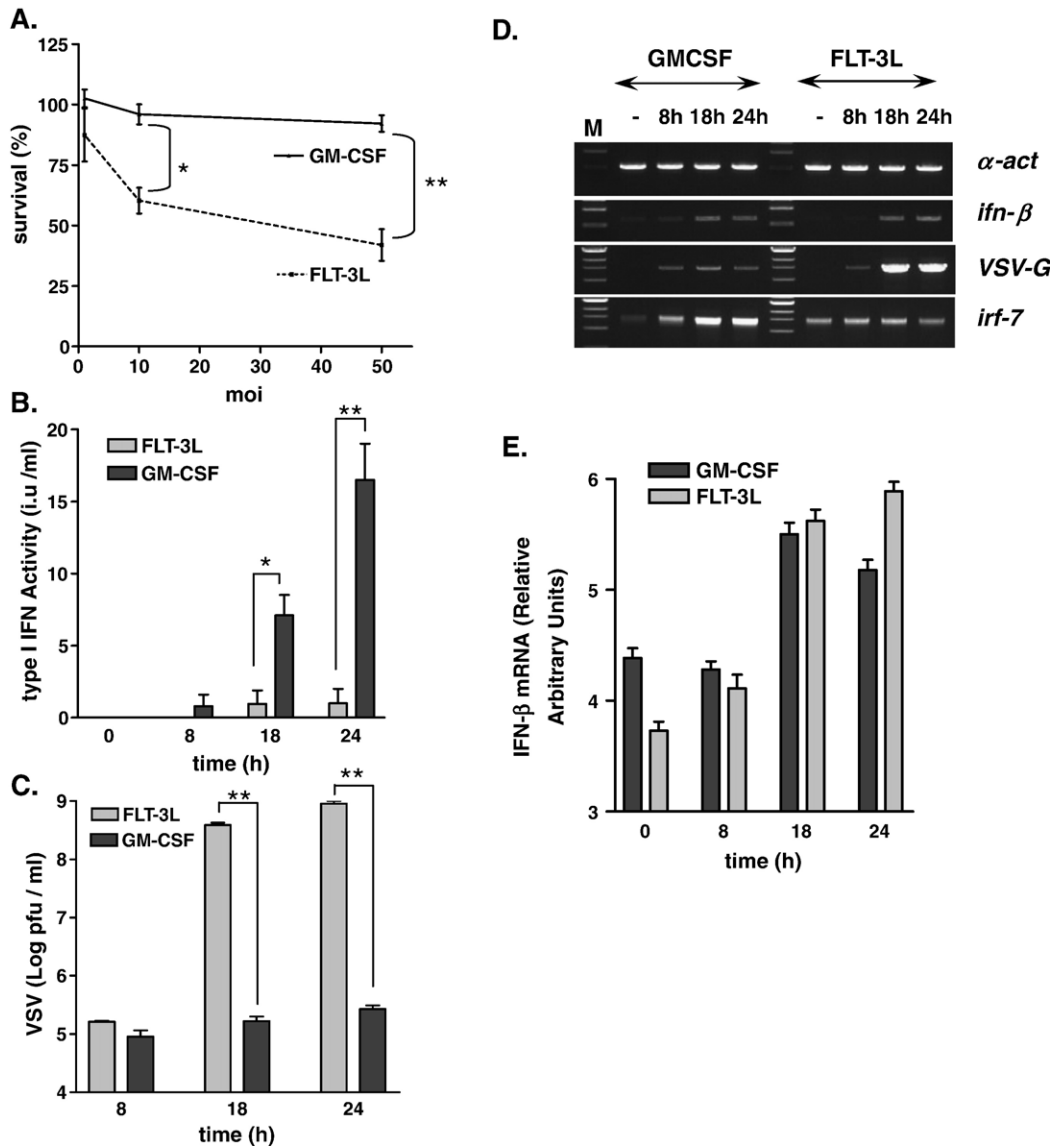 A.
125
100
75
50
25
0
survival (%)
GM-CSF
*
**
FLT-3L
0 10 20 30 40 50
moi
B.
20
15
10
5
0
type I IFN Activity (i.u /ml)
FLT-3L
GM-CSF
*
**
0 8 18 24
time (h)
C.
9
8
7
6
5
4
VSV (Log pfu / ml)
FLT-3L
GM-CSF
**
**
8 18 24
time (h)
D.
GMCSF FLT-3L
M - 8h 18h 24h - 8h 18h 24h
α-act
ifn-β
VSV-G
irf-7
E.
6
5
4
3
IFN-β mRNA (Relative
Arbitrary Units)
GM-CSF
FLT-3L
0 8 18 24
time (h)